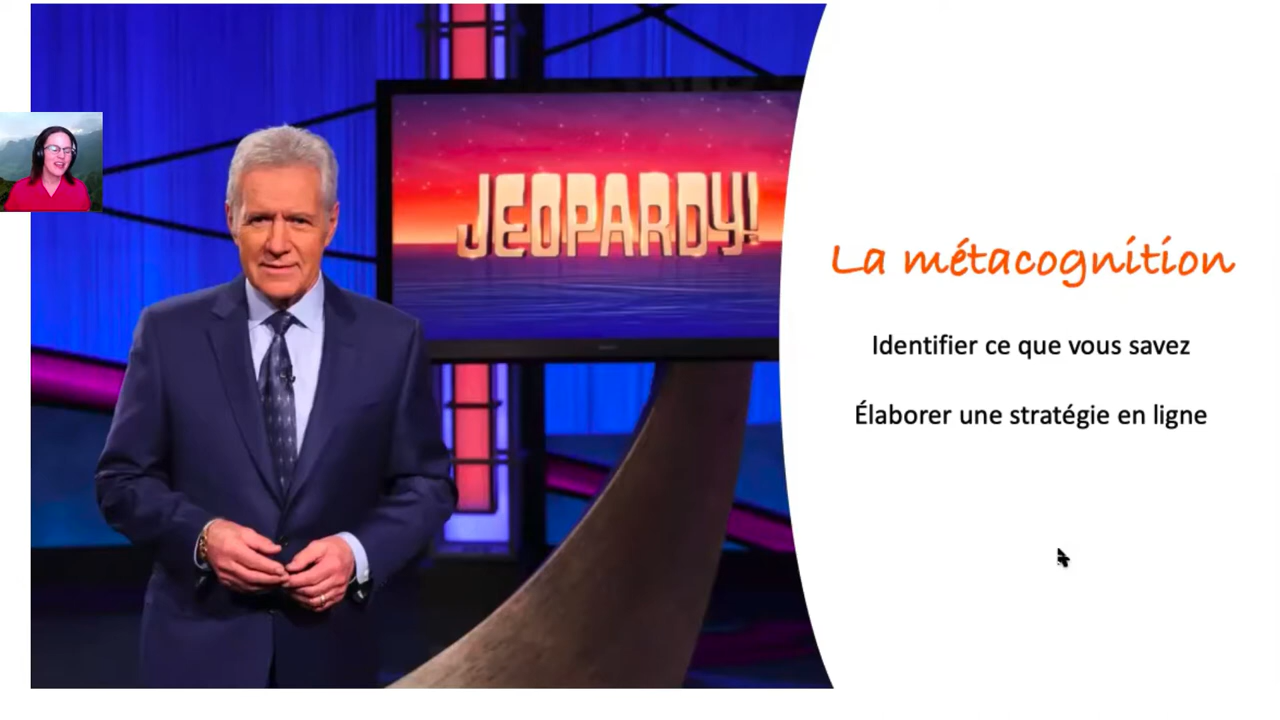 JEOPARDY!
La métacognition
Identifier ce que vous savez
Élaborer une stratégie en ligne